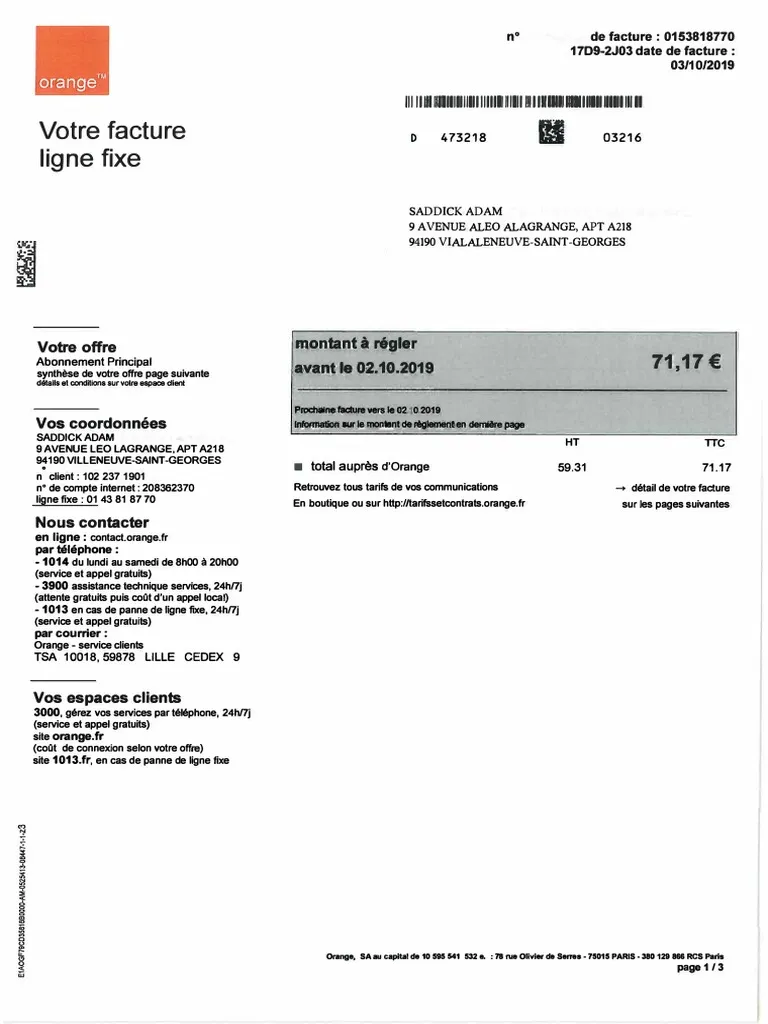 n° de facture : 0153818770
17D9-2J03 date de facture :
03/10/2019
orange™
Votre facture
ligne fixe
D 473218 03216
SADDICK ADAM
9 AVENUE ALEO ALAGRANGE, APT A218
94190 VIALALENEUVE-SAINT-GEORGES
Votre offre
Abonnement Principal
synthèse de votre offre page suivante
détails et conditions sur votre espace client
montant à régler
avant le 02.10.2019
71,17 €
Prochaine facture vers le 02 :0.2019
Information sur le montant de règlement en dernière page
HT TTC
total auprès d'Orange 59.31 71.17
Retrouvez tous tarifs de vos communications → détail de votre facture
En boutique ou sur http://tarifssetcontrats.orange.fr sur les pages suivantes
Vos coordonnées
SADDICK ADAM
9 AVENUE LEO LAGRANGE, APT A218
94190 VILLENEUVE-SAINT-GEORGES
n° client : 102 237 1901
n° de compte internet : 208362370
ligne fixe : 01 43 81 87 70
Nous contacter
en ligne : contact.orange.fr
par téléphone :
- 1014 du lundi au samedi de 8h00 à 20h00
(service et appel gratuits)
- 3900 assistance technique services, 24h/7j
(attente gratuits puis coût d'un appel local)
- 1013 en cas de panne de ligne fixe, 24h/7j
(service et appel gratuits)
par courrier :
Orange - service clients
TSA 10018, 59878 LILLE CEDEX 9
Vos espaces clients
3000, gérez vos services par téléphone, 24h/7j
(service et appel gratuits)
site orange.fr
(coût de connexion selon votre offre)
site 1013.fr, en cas de panne de ligne fixe
Orange, SA au capital de 10 595 541 532 e. : 78 rue Olivier de Serres - 75015 PARIS - 380 129 866 RCS Paris
page 1 / 3